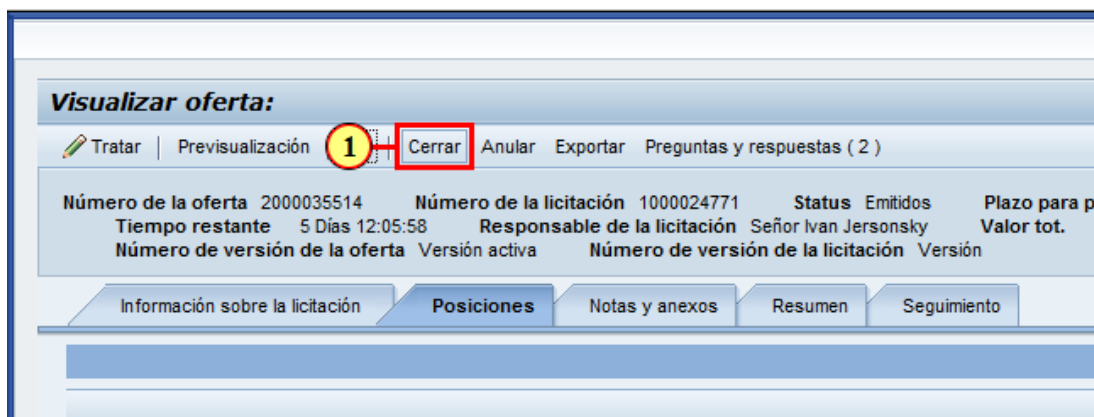 Visualizar oferta:
Tratar | Previsualización 1 | Cerrar Anular Exportar Preguntas y respuestas ( 2 )
Número de la oferta 2000035514 Número de la licitación 1000024771 Status Emitidos Plazo para p
Tiempo restante 5 Días 12:05:58 Responsable de la licitación Señor Ivan Jersonsky Valor tot.
Número de versión de la oferta Versión activa Número de versión de la licitación Versión
Información sobre la licitación Posiciones Notas y anexos Resumen Seguimiento